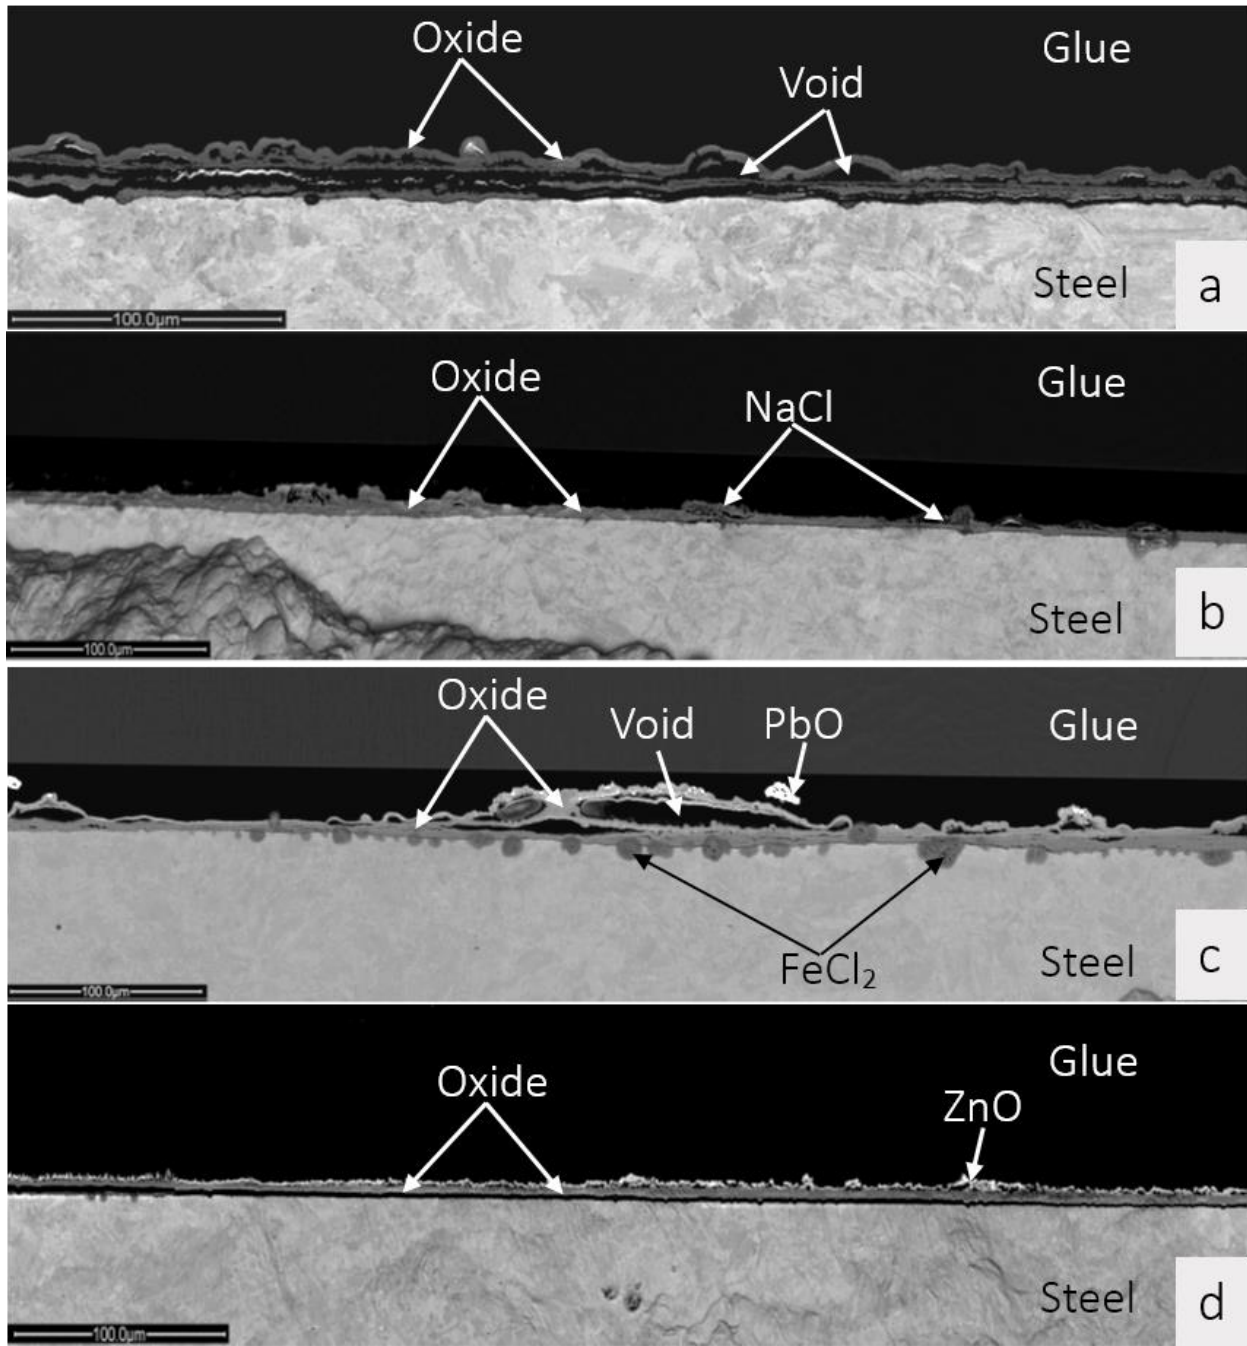 Oxide
Glue
Void
Steel
a
100.0µm
Oxide
Glue
NaCl
Steel
b
100.0µm
Oxide
Void
PbO
Glue
FeCl₂
Steel
c
100.0µm
Oxide
Glue
ZnO
Steel
d
100.0µm